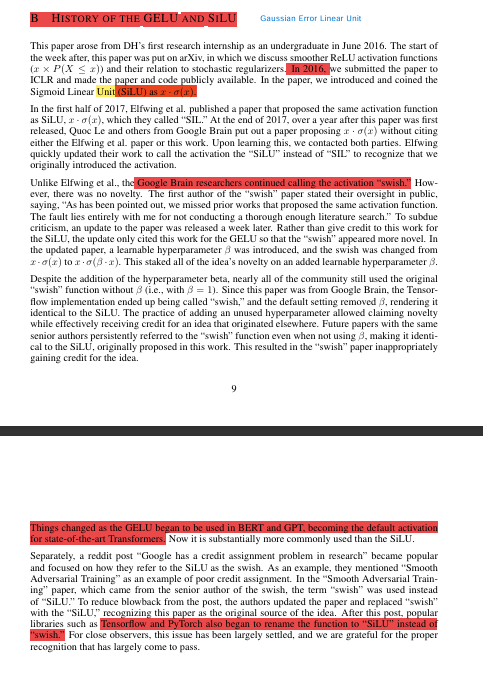 B HISTORY OF THE GELU AND SILU
Gaussian Error Linear Unit
This paper arose from DH's first research internship as an undergraduate in June 2016. The start of
the week after, this paper was put on arXiv, in which we discuss smoother ReLU activation functions
(x × P(X ≤ x)) and their relation to stochastic regularizers. In 2016, we submitted the paper to
ICLR and made the paper and code publicly available. In the paper, we introduced and coined the
Sigmoid Linear Unit (SiLU) as x · σ(x).
In the first half of 2017, Elfwing et al. published a paper that proposed the same activation function
as SiLU, x · σ(x), which they called "SIL." At the end of 2017, over a year after this paper was first
released, Quoc Le and others from Google Brain put out a paper proposing x · σ(x) without citing
either the Elfwing et al. paper or this work. Upon learning this, we contacted both parties. Elfwing
quickly updated their work to call the activation the "SiLU" instead of "SIL" to recognize that we
originally introduced the activation.
Unlike Elfwing et al., the Google Brain researchers continued calling the activation "swish." How-
ever, there was no novelty. The first author of the "swish" paper stated their oversight in public,
saying, "As has been pointed out, we missed prior works that proposed the same activation function.
The fault lies entirely with me for not conducting a thorough enough literature search." To subdue
criticism, an update to the paper was released a week later. Rather than give credit to this work for
the SiLU, the update only cited this work for the GELU so that the "swish" appeared more novel. In
the updated paper, a learnable hyperparameter β was introduced, and the swish was changed from
x · σ(x) to x · σ(β · x). This staked all of the idea's novelty on an added learnable hyperparameter β.
Despite the addition of the hyperparameter beta, nearly all of the community still used the original
"swish" function without β (i.e., with β = 1). Since this paper was from Google Brain, the Tensor-
flow implementation ended up being called "swish," and the default setting removed β, rendering it
identical to the SiLU. The practice of adding an unused hyperparameter allowed claiming novelty
while effectively receiving credit for an idea that originated elsewhere. Future papers with the same
senior authors persistently referred to the "swish" function even when not using β, making it identi-
cal to the SiLU, originally proposed in this work. This resulted in the "swish" paper inappropriately
gaining credit for the idea.
9
Things changed as the GELU began to be used in BERT and GPT, becoming the default activation
for state-of-the-art Transformers. Now it is substantially more commonly used than the SiLU.
Separately, a reddit post "Google has a credit assignment problem in research" became popular
and focused on how they refer to the SiLU as the swish. As an example, they mentioned "Smooth
Adversarial Training" as an example of poor credit assignment. In the "Smooth Adversarial Train-
ing" paper, which came from the senior author of the swish, the term "swish" was used instead
of "SiLU." To reduce blowback from the post, the authors updated the paper and replaced "swish"
with the "SiLU," recognizing this paper as the original source of the idea. After this post, popular
libraries such as Tensorflow and PyTorch also began to rename the function to "SiLU" instead of
"swish." For close observers, this issue has been largely settled, and we are grateful for the proper
recognition that has largely come to pass.